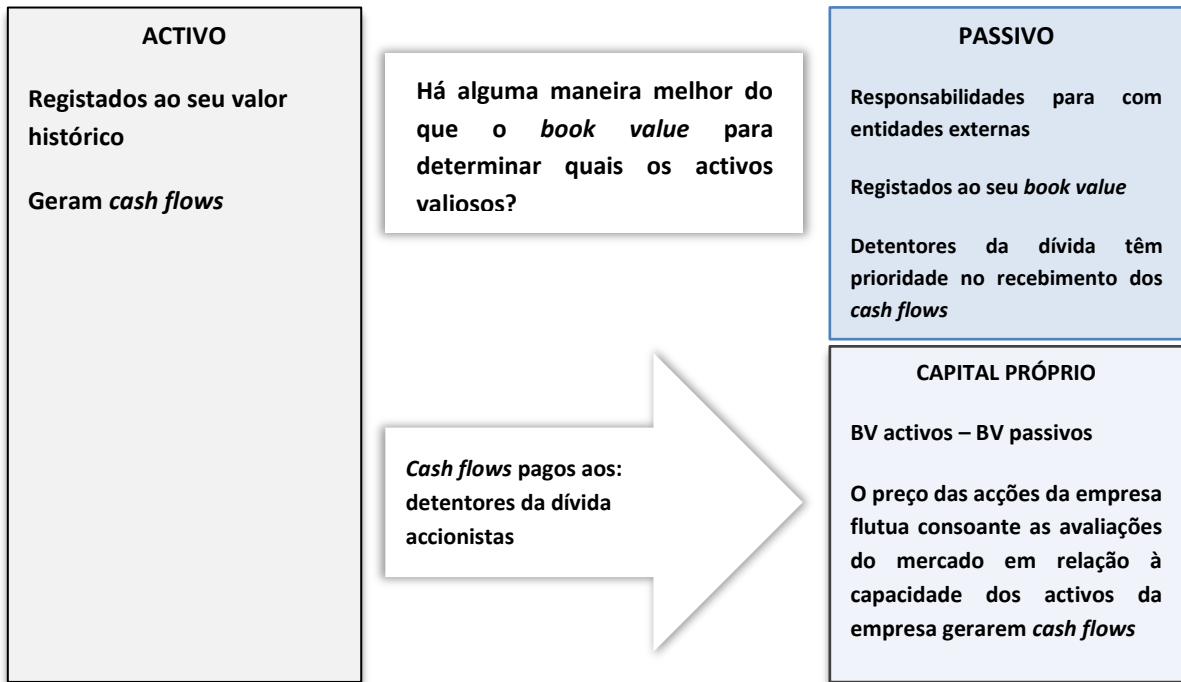 ACTIVO
Registados ao seu valor
histórico
Geram cash flows
Há alguma maneira melhor do
que o book value para
determinar quais os activos
valiosos?
Cash flows pagos aos:
detentores da dívida
accionistas
PASSIVO
Responsabilidades para com
entidades externas
Registados ao seu book value
Detentores da dívida têm
prioridade no recebimento dos
cash flows
CAPITAL PRÓPRIO
BV activos – BV passivos
O preço das acções da empresa
flutua consoante as avaliações
do mercado em relação à
capacidade dos activos da
empresa gerarem cash flows